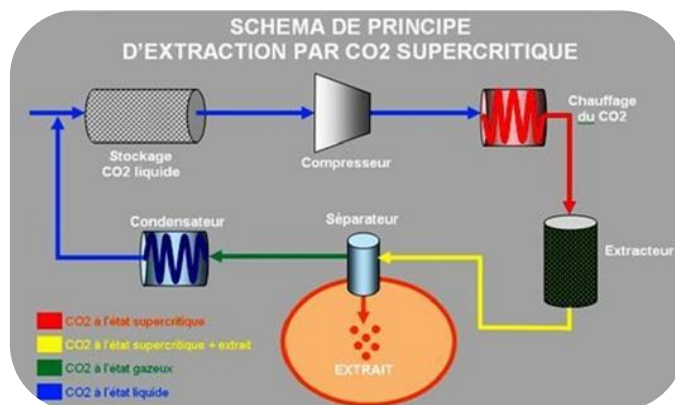 SCHEMA DE PRINCIPE
D'EXTRACTION PAR CO2 SUPERCRITIQUE
Stockage
CO2 liquide
Compresseur
Chauffage
du CO2
Condensateur
Séparateur
Extracteur
CO2 à l'état supercritique
CO2 à l'état supercritique + extrait
CO2 à l'état gazeux
CO2 à l'état liquide
EXTRAIT